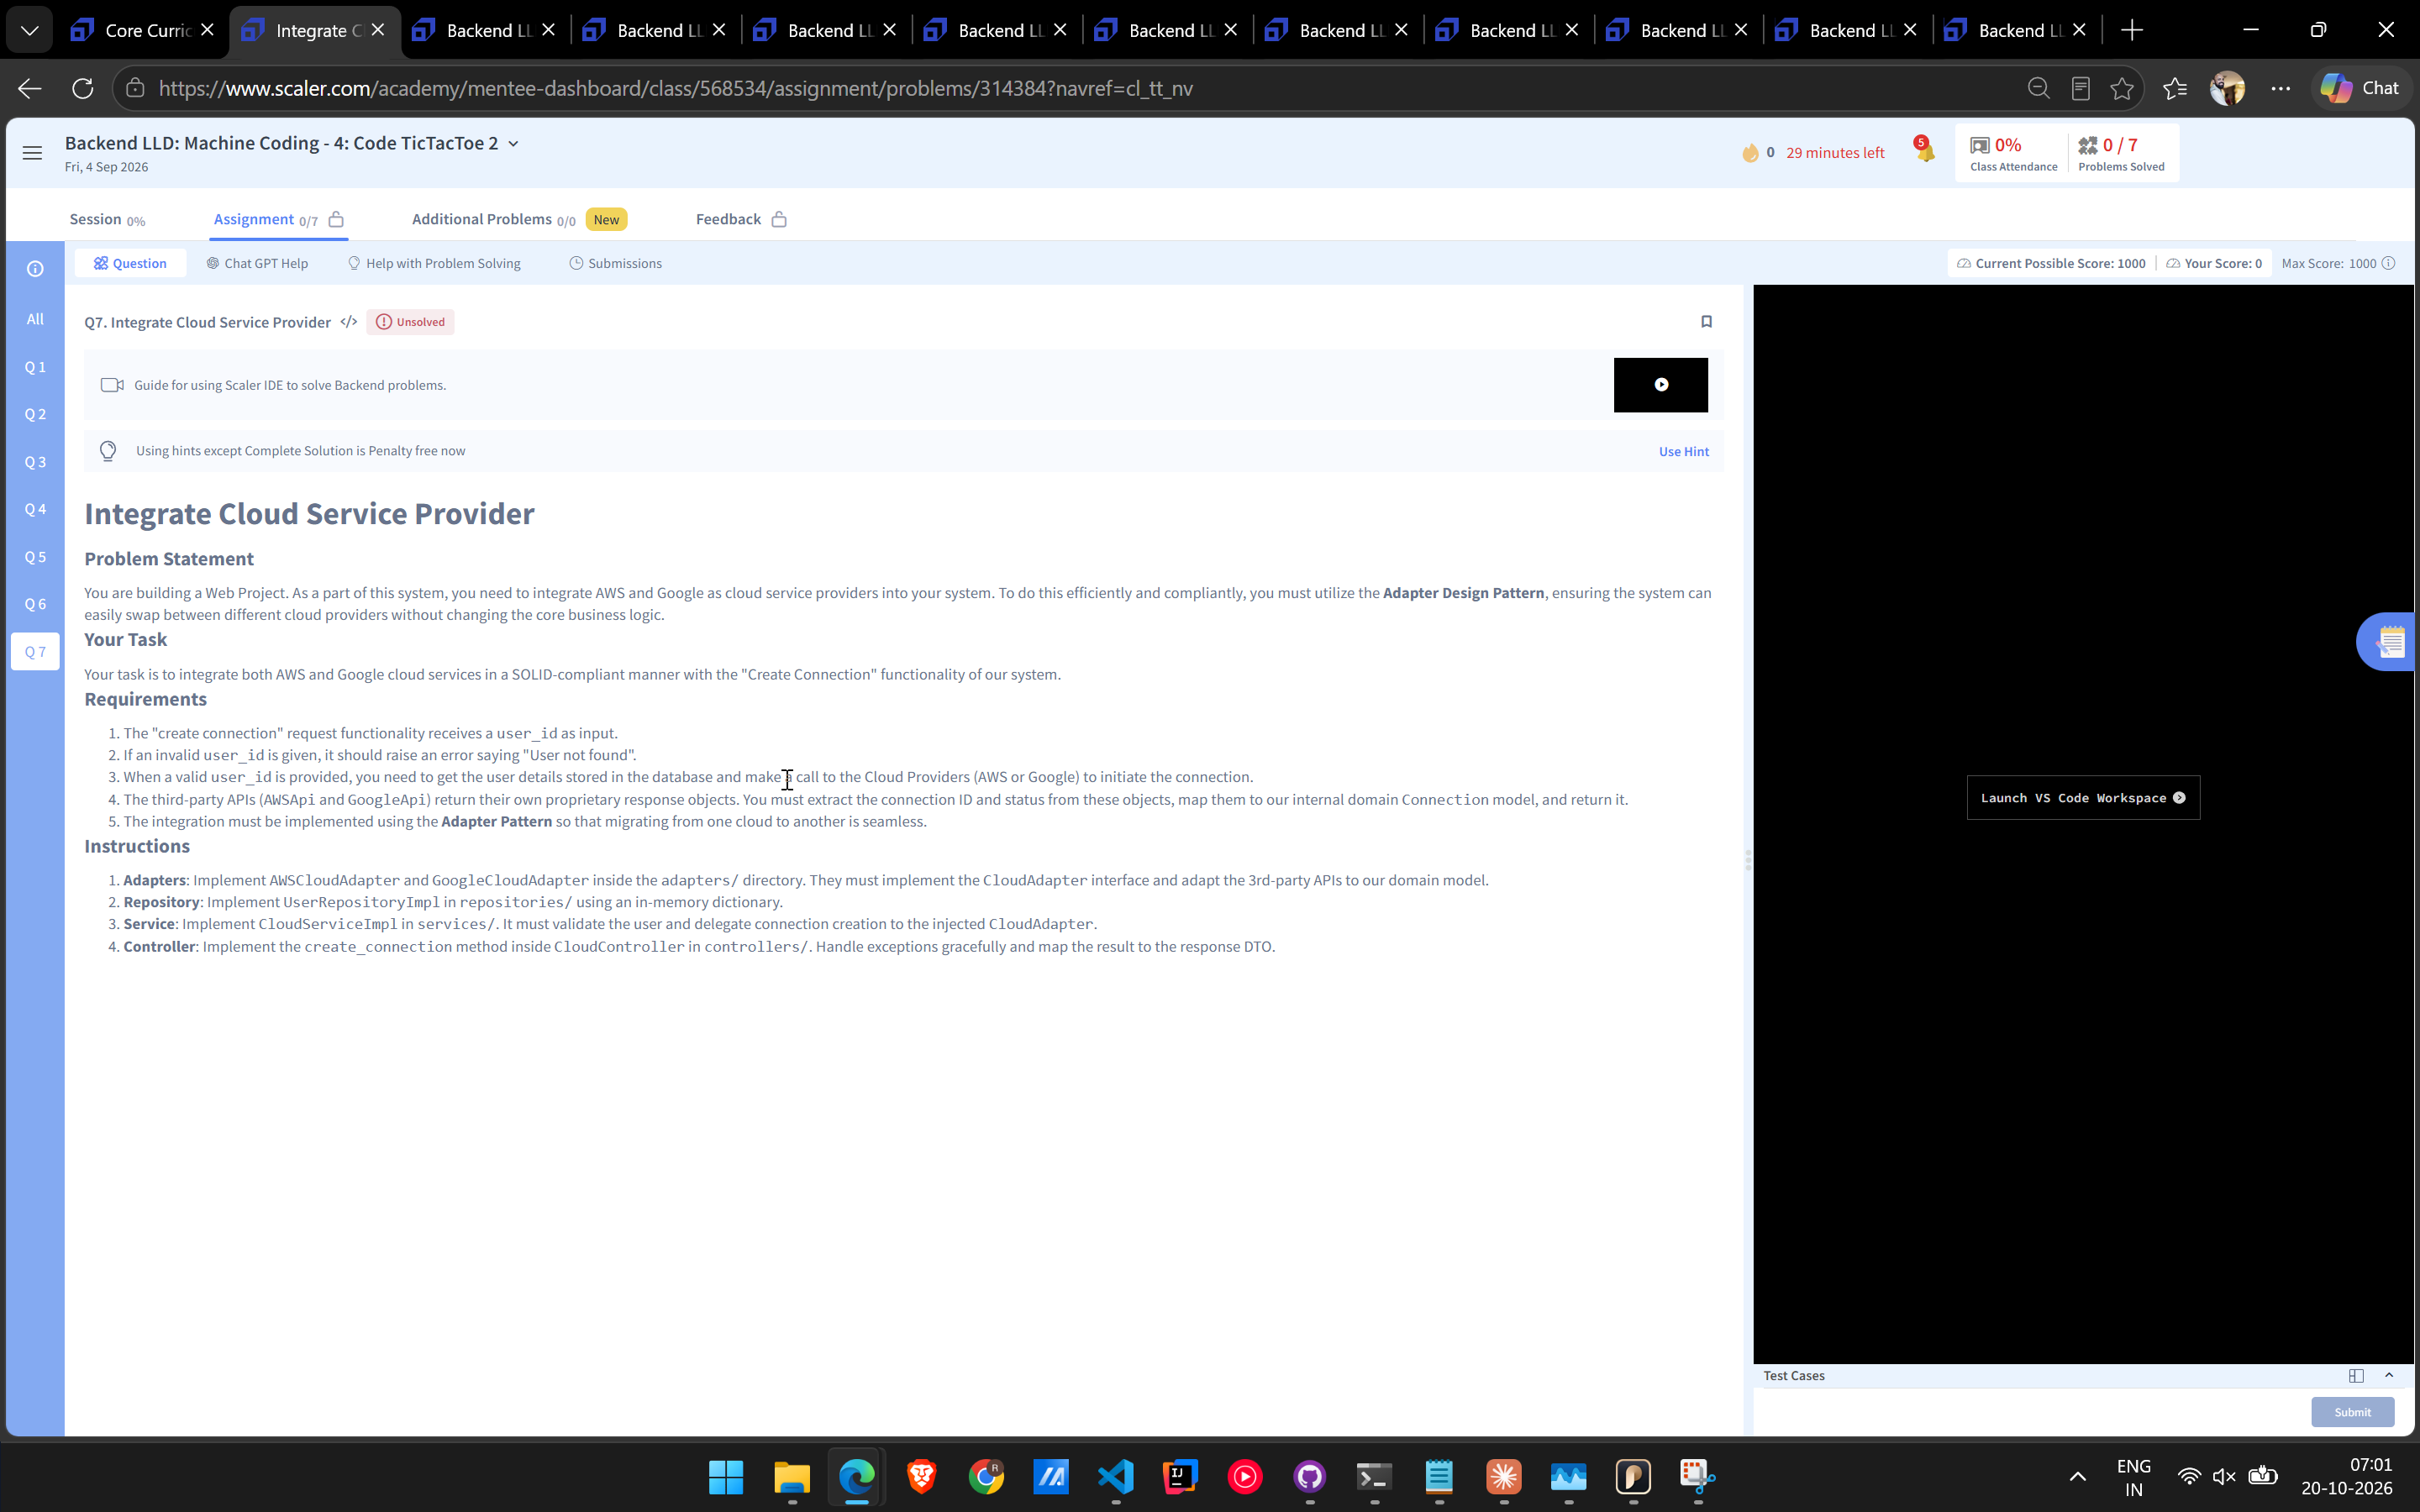 Core Curric
Integrate C
Backend LL
Backend LL
Backend LL
Backend LL
Backend LL
Backend LL
Backend LL
Backend LL
Backend LL
Backend LL
https://www.scaler.com/academy/mentee-dashboard/class/568534/assignment/problems/314384?navref=cl_tt_nv
Chat
Backend LLD: Machine Coding - 4: Code TicTacToe 2
Fri, 4 Sep 2026
0
29 minutes left
5
0%
Class Attendance
0 / 7
Problems Solved
Session 0%
Assignment 0/7
Additional Problems 0/0
New
Feedback
Question
Chat GPT Help
Help with Problem Solving
Submissions
Current Possible Score: 1000
Your Score: 0
Max Score: 1000
All
Q 1
Q 2
Q 3
Q 4
Q 5
Q 6
Q 7
Q7. Integrate Cloud Service Provider </>
Unsolved
Guide for using Scaler IDE to solve Backend problems.
Using hints except Complete Solution is Penalty free now
Use Hint
Integrate Cloud Service Provider
Problem Statement
You are building a Web Project. As a part of this system, you need to integrate AWS and Google as cloud service providers into your system. To do this efficiently and compliantly, you must utilize the Adapter Design Pattern, ensuring the system can
easily swap between different cloud providers without changing the core business logic.
Your Task
Your task is to integrate both AWS and Google cloud services in a SOLID-compliant manner with the "Create Connection" functionality of our system.
Requirements
1. The "create connection" request functionality receives a user_id as input.
2. If an invalid user_id is given, it should raise an error saying "User not found".
3. When a valid user_id is provided, you need to get the user details stored in the database and make a call to the Cloud Providers (AWS or Google) to initiate the connection.
4. The third-party APIs (AWSApi and GoogleApi) return their own proprietary response objects. You must extract the connection ID and status from these objects, map them to our internal domain Connection model, and return it.
5. The integration must be implemented using the Adapter Pattern so that migrating from one cloud to another is seamless.
Instructions
1. Adapters: Implement AWSCloudAdapter and GoogleCloudAdapter inside the adapters/ directory. They must implement the CloudAdapter interface and adapt the 3rd-party APIs to our domain model.
2. Repository: Implement UserRepositoryImpl in repositories/ using an in-memory dictionary.
3. Service: Implement CloudServiceImpl in services/. It must validate the user and delegate connection creation to the injected CloudAdapter.
4. Controller: Implement the create_connection method inside CloudController in controllers/. Handle exceptions gracefully and map the result to the response DTO.
Launch VS Code Workspace
Test Cases
Submit
ENG
IN
07:01
20-10-2026